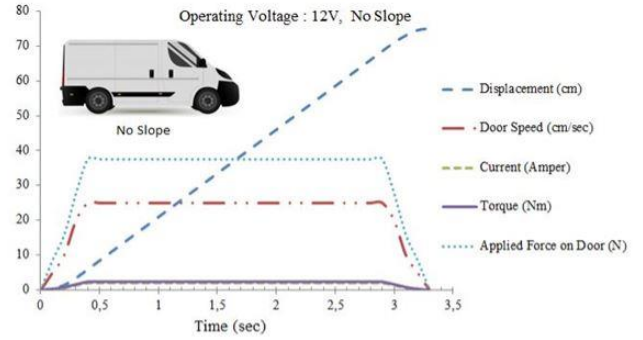 Operating Voltage : 12V, No Slope
80
70
60
50
40
30
20
10
0
No Slope
0 0,5 1 1,5 2 2,5 3 3,5
Time (sec)
Displacement (cm)
Door Speed (cm/sec)
Current (Amper)
Torque (Nm)
Applied Force on Door (N)